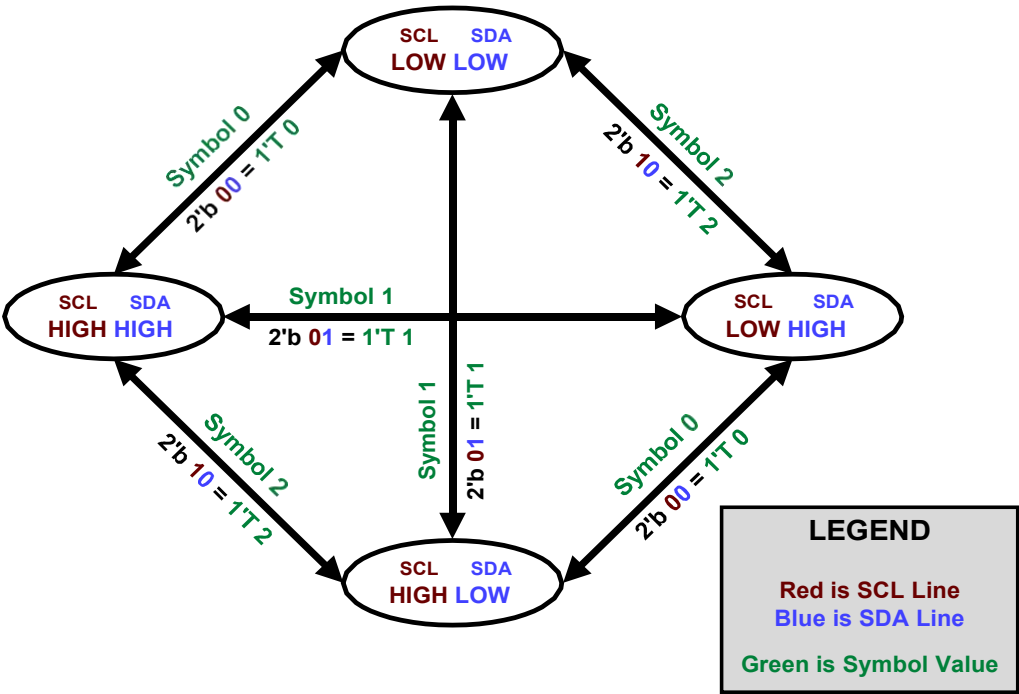 SCL SDA
LOW LOW
Symbol 0
2'b 00 = 1'T 0
Symbol 2
2'b 10 = 1'T 2
SCL SDA
HIGH HIGH
Symbol 1
2'b 01 = 1'T 1
SCL SDA
LOW HIGH
Symbol 1
2'b 01 = 1'T 1
Symbol 2
2'b 10 = 1'T 2
Symbol 0
2'b 00 = 1'T 0
SCL SDA
HIGH LOW
LEGEND
Red is SCL Line
Blue is SDA Line
Green is Symbol Value